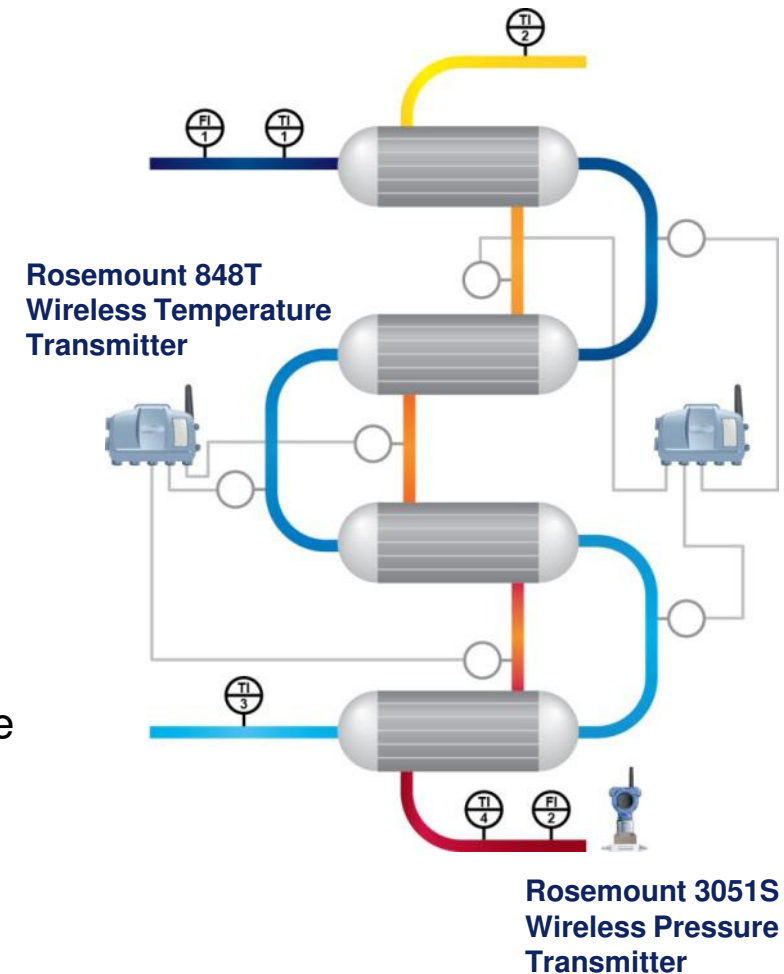 TI
2
FI
1
TI
1
Rosemount 848T
Wireless Temperature
Transmitter
TI
3
e
TI
4
FI
2
Rosemount 3051S
Wireless Pressure
Transmitter